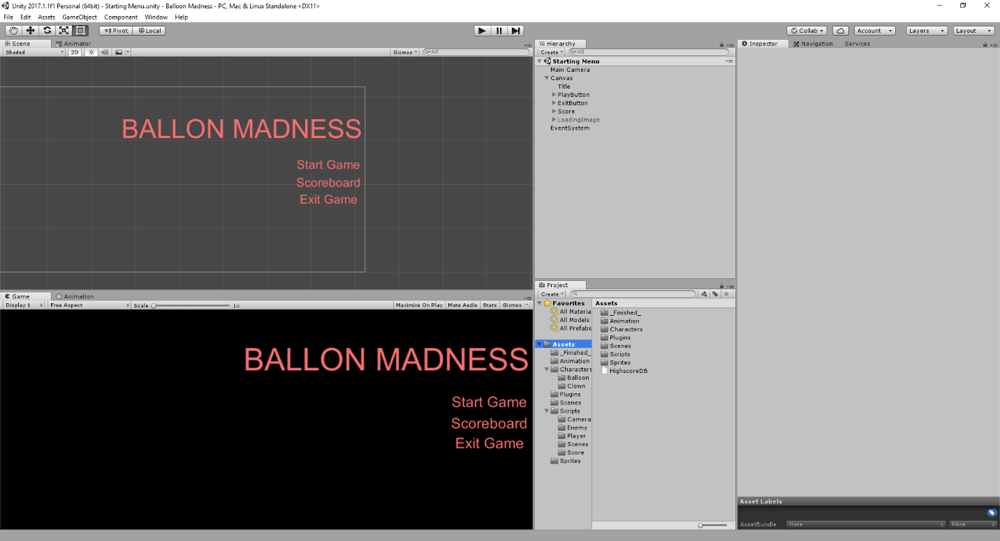 Unity 2017.1.1f1 Personal (64bit) - Starting Menu.unity - Balloon Madness - PC, Mac & Linux Standalone <DX11>
File Edit Assets GameObject Component Window Help
Pivot Local Collab Account Layers Layout
Scene Animator
Shaded 2D Gizmos All
BALLON MADNESS
Start Game
Scoreboard
Exit Game
Game Animation
Display 1 Free Aspect Scale 1x Maximize On Play Mute Audio Stats Gizmos
BALLON MADNESS
Start Game
Scoreboard
Exit Game
Hierarchy
Create All
Starting Menu
Main Camera
Canvas
Title
PlayButton
ExitButton
Score
LoadingImage
EventSystem
Project
Create
Favorites
All Materia
All Models
All Prefabs
Assets
_Finished_
Animation
Characters
Balloon
Clown
Plugins
Scenes
Scripts
Camera
Enemy
Player
Scenes
Score
Sprites
Assets
_Finished_
Animation
Characters
Plugins
Scenes
Scripts
Sprites
HighscoreDB
Inspector Navigation Services
Asset Labels
AssetBundle None None